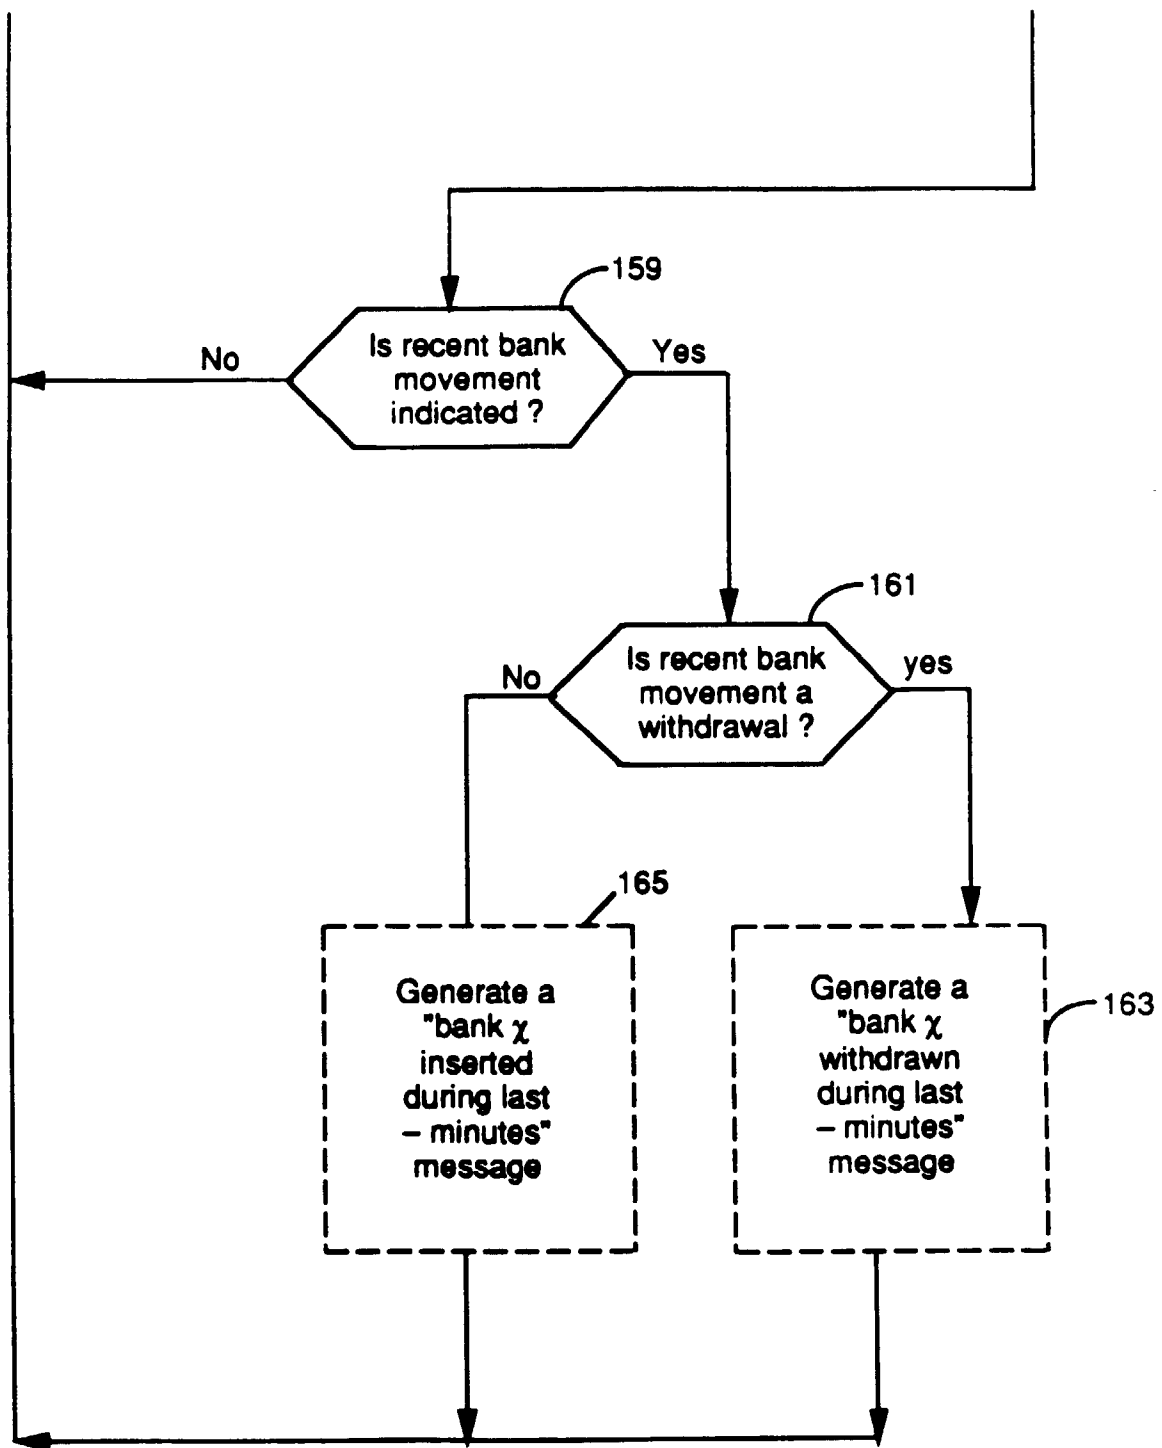 159
Is recent bank
movement
indicated ?
No
Yes
161
Is recent bank
movement a
withdrawal ?
No
yes
165
Generate a
"bank χ
inserted
during last
– minutes"
message
Generate a
"bank χ
withdrawn
during last
– minutes"
message
163